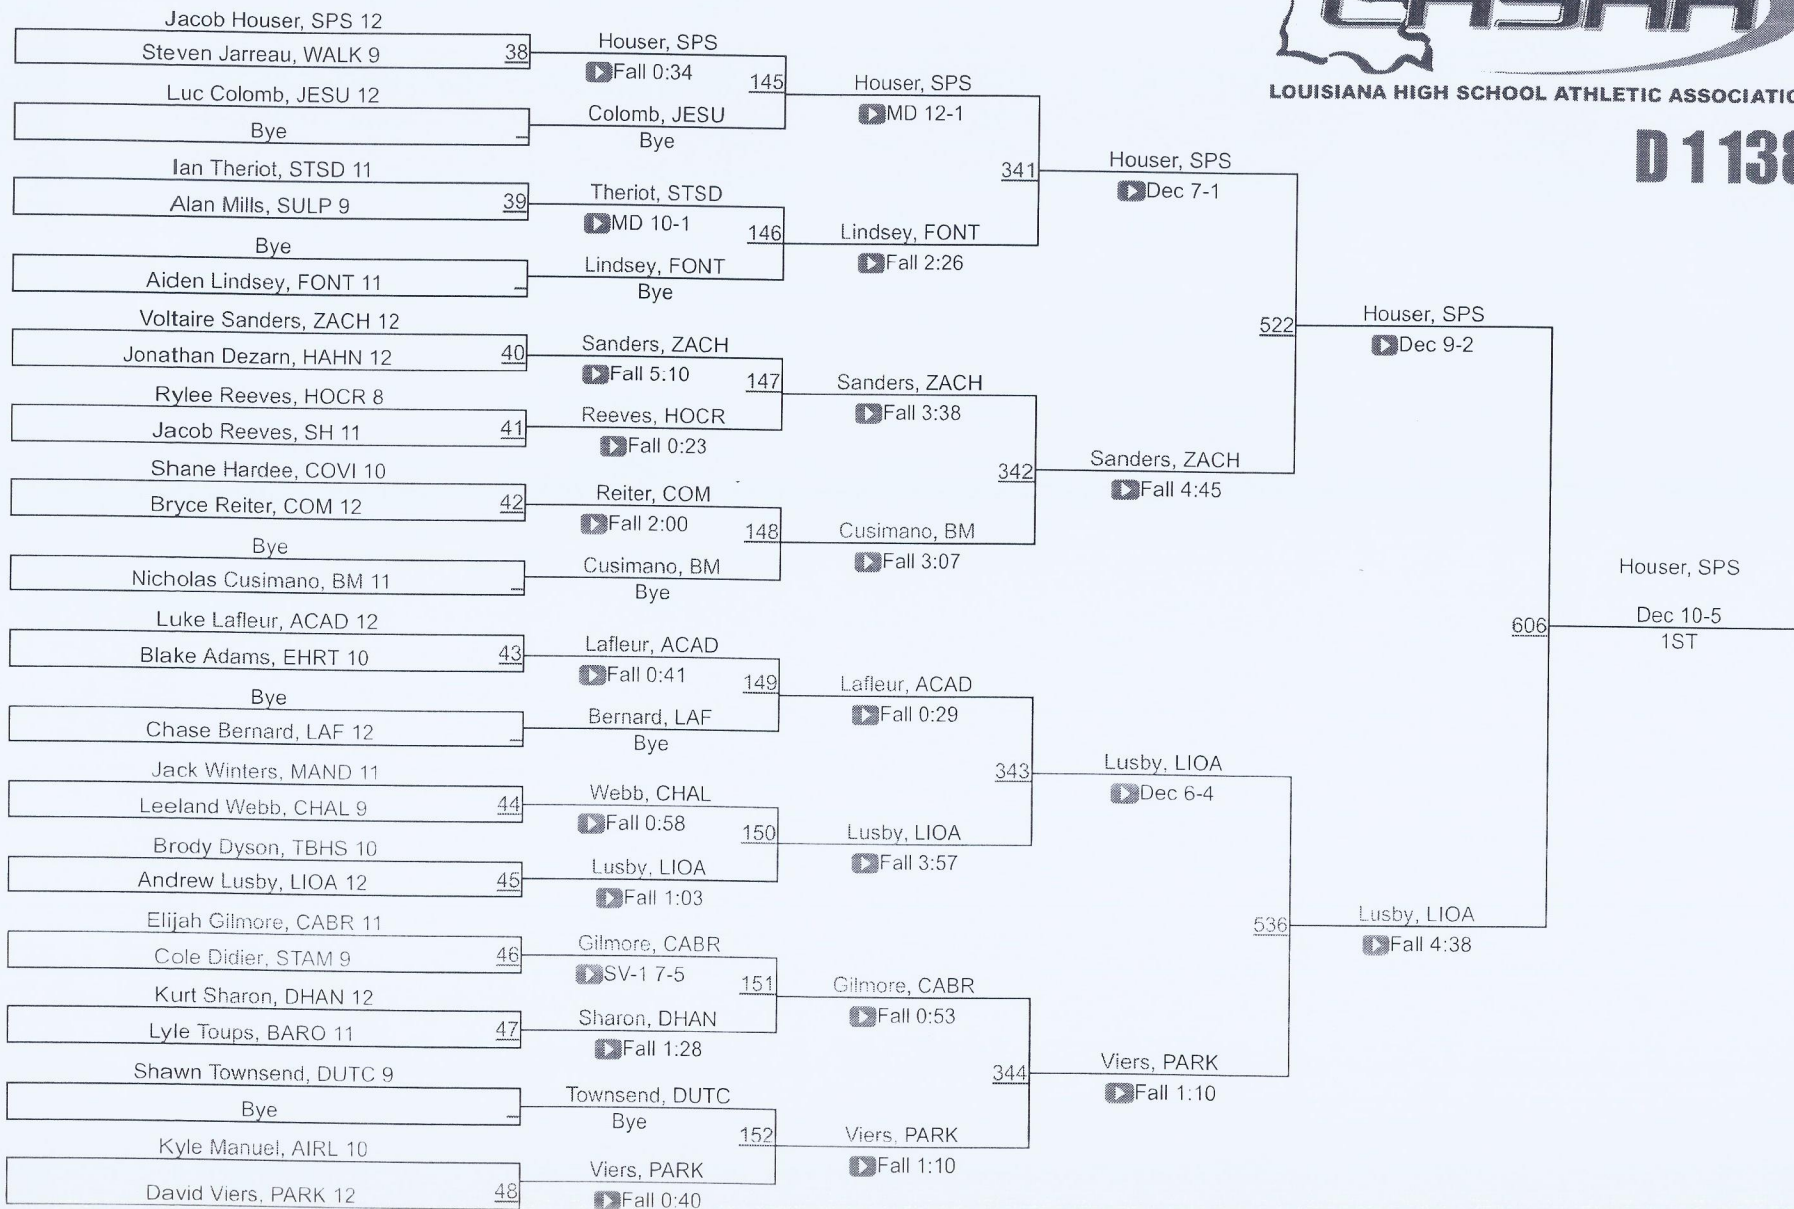 LHSAA
LOUISIANA HIGH SCHOOL ATHLETIC ASSOCIATIO
D 1 138
Jacob Houser, SPS 12
Steven Jarreau, WALK 9 38
Luc Colomb, JESU 12
Bye
Ian Theriot, STSD 11
Alan Mills, SULP 9 39
Bye
Aiden Lindsey, FONT 11
Voltaire Sanders, ZACH 12
Jonathan Dezarn, HAHN 12 40
Rylee Reeves, HOCR 8
Jacob Reeves, SH 11 41
Shane Hardee, COVI 10
Bryce Reiter, COM 12 42
Bye
Nicholas Cusimano, BM 11
Luke Lafleur, ACAD 12
Blake Adams, EHRT 10 43
Bye
Chase Bernard, LAF 12
Jack Winters, MAND 11
Leeland Webb, CHAL 9 44
Brody Dyson, TBHS 10
Andrew Lusby, LIOA 12 45
Elijah Gilmore, CABR 11
Cole Didier, STAM 9 46
Kurt Sharon, DHAN 12
Lyle Toups, BARO 11 47
Shawn Townsend, DUTC 9
Bye
Kyle Manuel, AIRL 10
David Viers, PARK 12 48
Houser, SPS
Fall 0:34
145
Colomb, JESU
Bye
Theriot, STSD
MD 10-1
146
Lindsey, FONT
Bye
Sanders, ZACH
Fall 5:10
147
Reeves, HOCR
Fall 0:23
Reiter, COM
Fall 2:00
148
Cusimano, BM
Bye
Lafleur, ACAD
Fall 0:41
149
Bernard, LAF
Bye
Webb, CHAL
Fall 0:58
150
Lusby, LIOA
Fall 1:03
Gilmore, CABR
SV-1 7-5
151
Sharon, DHAN
Fall 1:28
Townsend, DUTC
Bye
152
Viers, PARK
Fall 0:40
Houser, SPS
MD 12-1
341
Lindsey, FONT
Fall 2:26
Sanders, ZACH
Fall 3:38
342
Cusimano, BM
Fall 3:07
Lafleur, ACAD
Fall 0:29
343
Lusby, LIOA
Fall 3:57
Gilmore, CABR
Fall 0:53
344
Viers, PARK
Fall 1:10
Houser, SPS
Dec 7-1
522
Sanders, ZACH
Fall 4:45
Lusby, LIOA
Dec 6-4
536
Viers, PARK
Fall 1:10
Houser, SPS
Dec 9-2
606
Lusby, LIOA
Fall 4:38
Houser, SPS
Dec 10-5
1ST